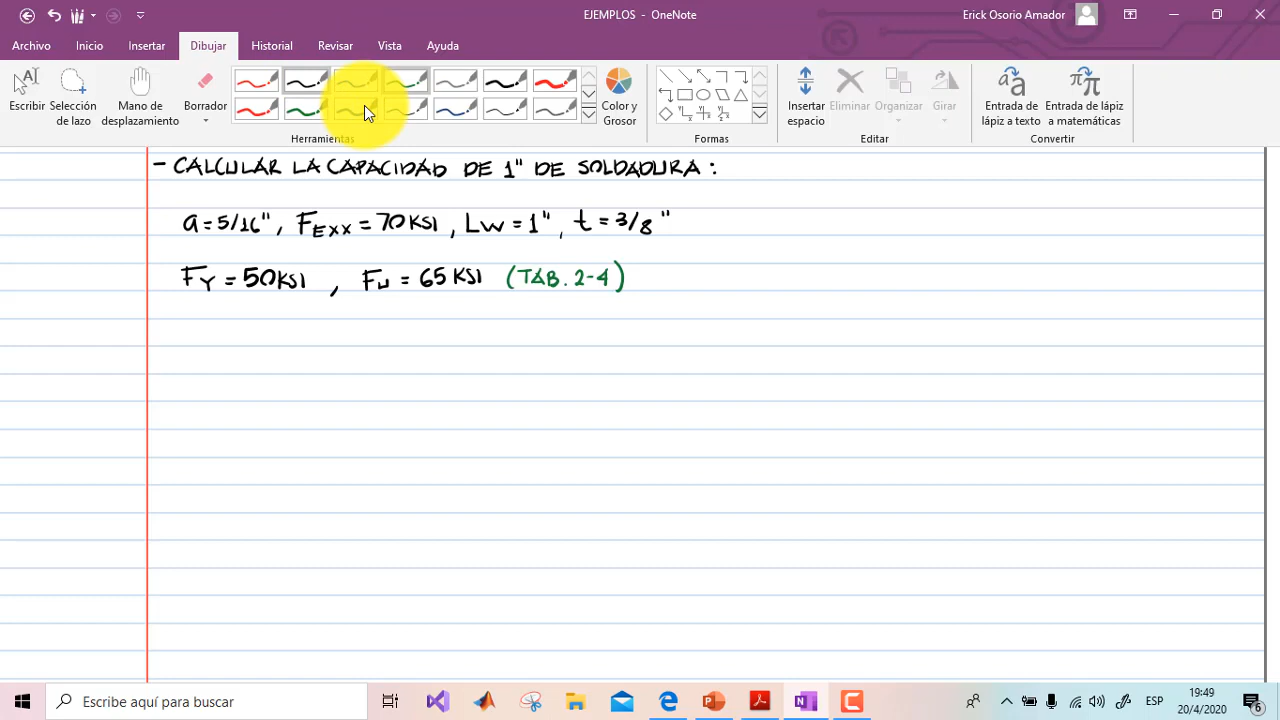 EJEMPLOS - OneNote
Erick Osorio Amador
Archivo Inicio Insertar Dibujar Historial Revisar Vista Ayuda
Escribir
Selección de lazo
Mano de desplazamiento
Borrador
Color y Grosor
Insertar espacio
Eliminar
Organizar
Girar
Entrada de lápiz a texto
Entrada de lápiz a matemáticas
Herramientas
Formas
Editar
Convertir
- CALCULAR LA CAPACIDAD DE 1" DE SOLDADURA :
a = 5/16", FEXX = 70 KSI, LW = 1", t = 3/8"
FY = 50 KSI, FU = 65 KSI (TAB. 2-4)
Escribe aquí para buscar
ESP
19:49
20/4/2020
6